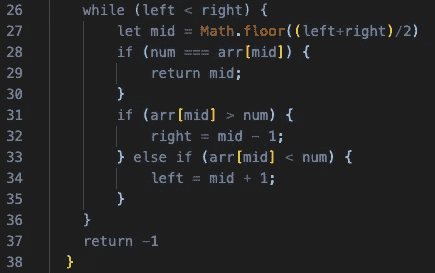 26 while (left < right) {
27 let mid = Math.floor((left+right)/2)
28 if (num === arr[mid]) {
29 return mid;
30 }
31 if (arr[mid] > num) {
32 right = mid - 1;
33 } else if (arr[mid] < num) {
34 left = mid + 1;
35 }
36 }
37 return -1
38 }